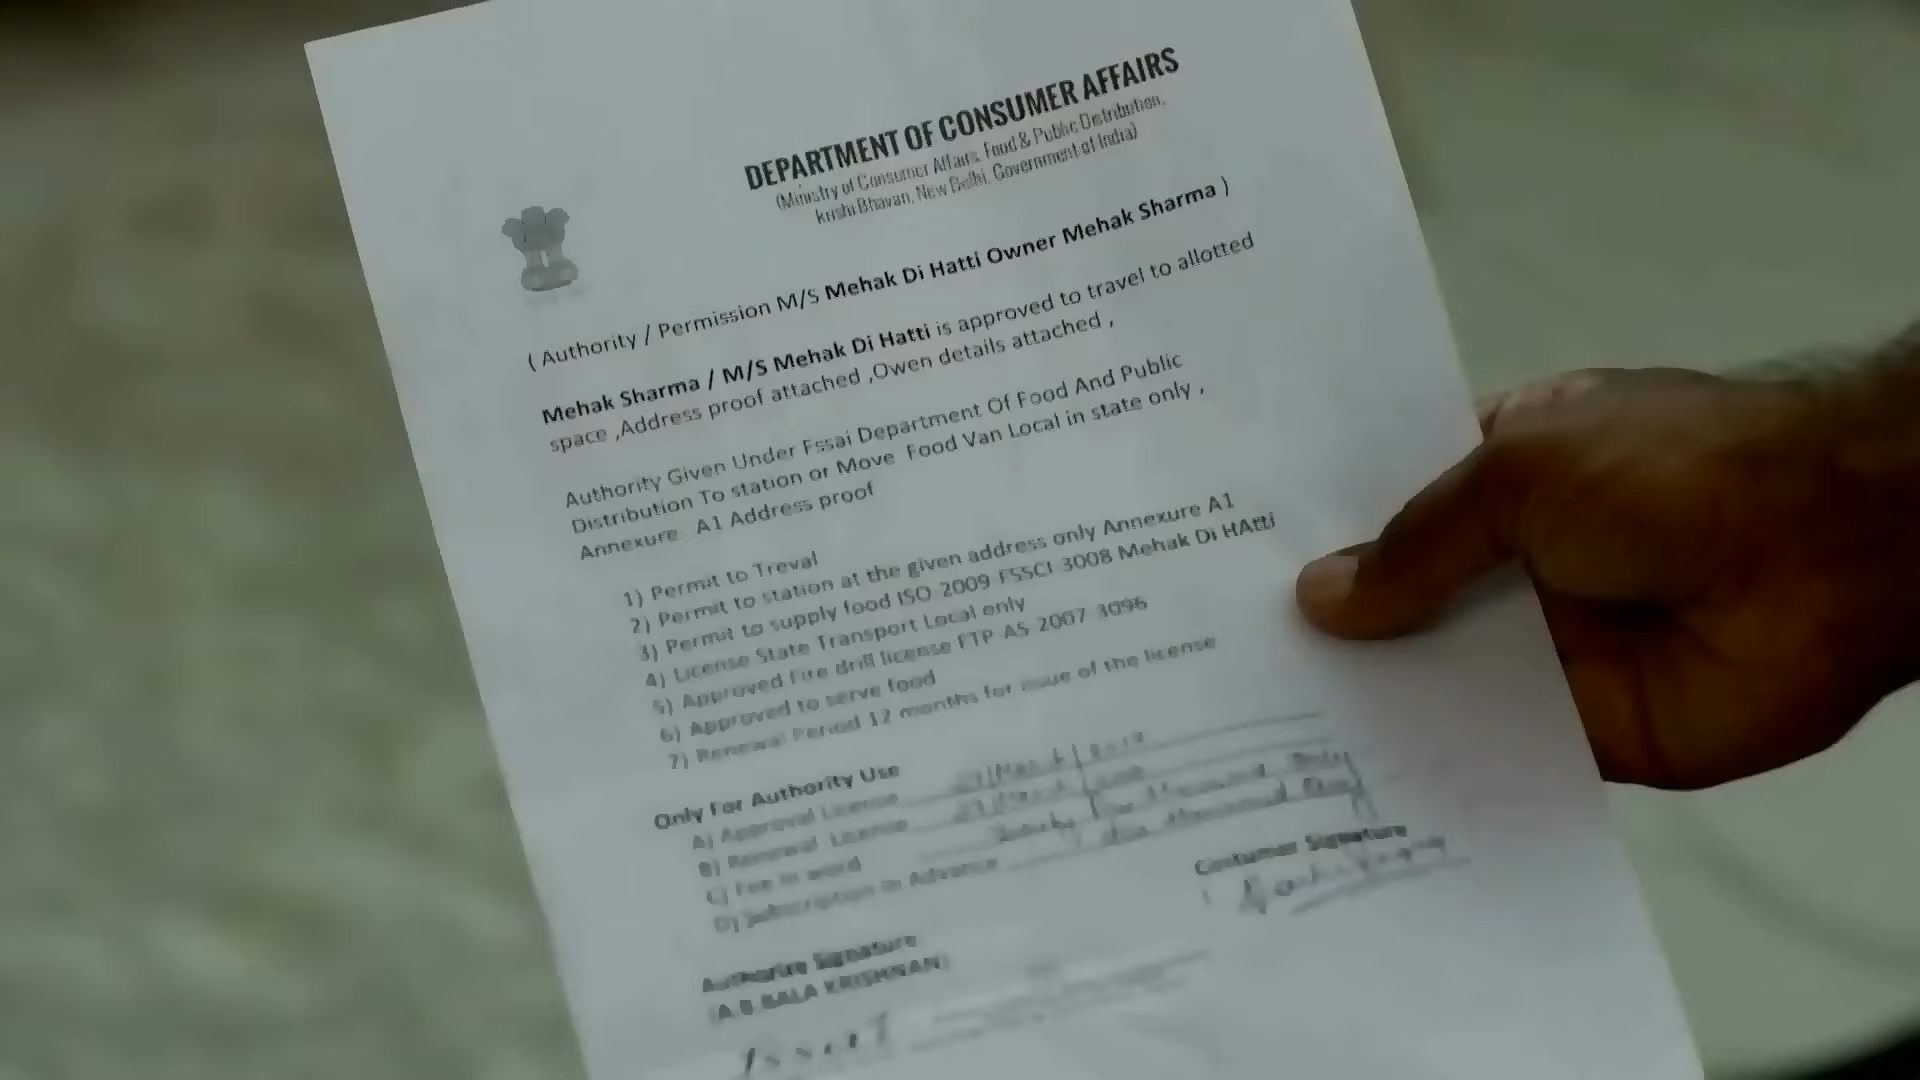 DEPARTMENT OF CONSUMER AFFAIRS
(Ministry of Consumer Affairs, Food & Public Distribution,
Krishi Bhavan, New Delhi, Government of India)
( Authority / Permission M/S Mehak Di Hatti Owner Mehak Sharma )
Mehak Sharma / M/S Mehak Di Hatti is approved to travel to allotted
space ,Address proof attached ,Owen details attached ,
Authority Given Under Fssai Department Of Food And Public
Distribution To station or Move Food Van Local in state only ,
Annexure A1 Address proof
1) Permit to Treval
2) Permit to station at the given address only Annexure A1
3) Permit to supply food ISO 2009 FSSCI 3008 Mehak Di HAtti
4) License State Transport Local only
5) Approved Fire drill license FTP AS 2007 3096
6) Approved to serve food
7) Renewal Period 12 months for issue of the license
Only For Authority Use
A) Approval License
B) Renewal License
C) Fee in word
D) Subscription in Advance
Costumer Signature
Authorize Signature
(A B BALA KRISHNAN)